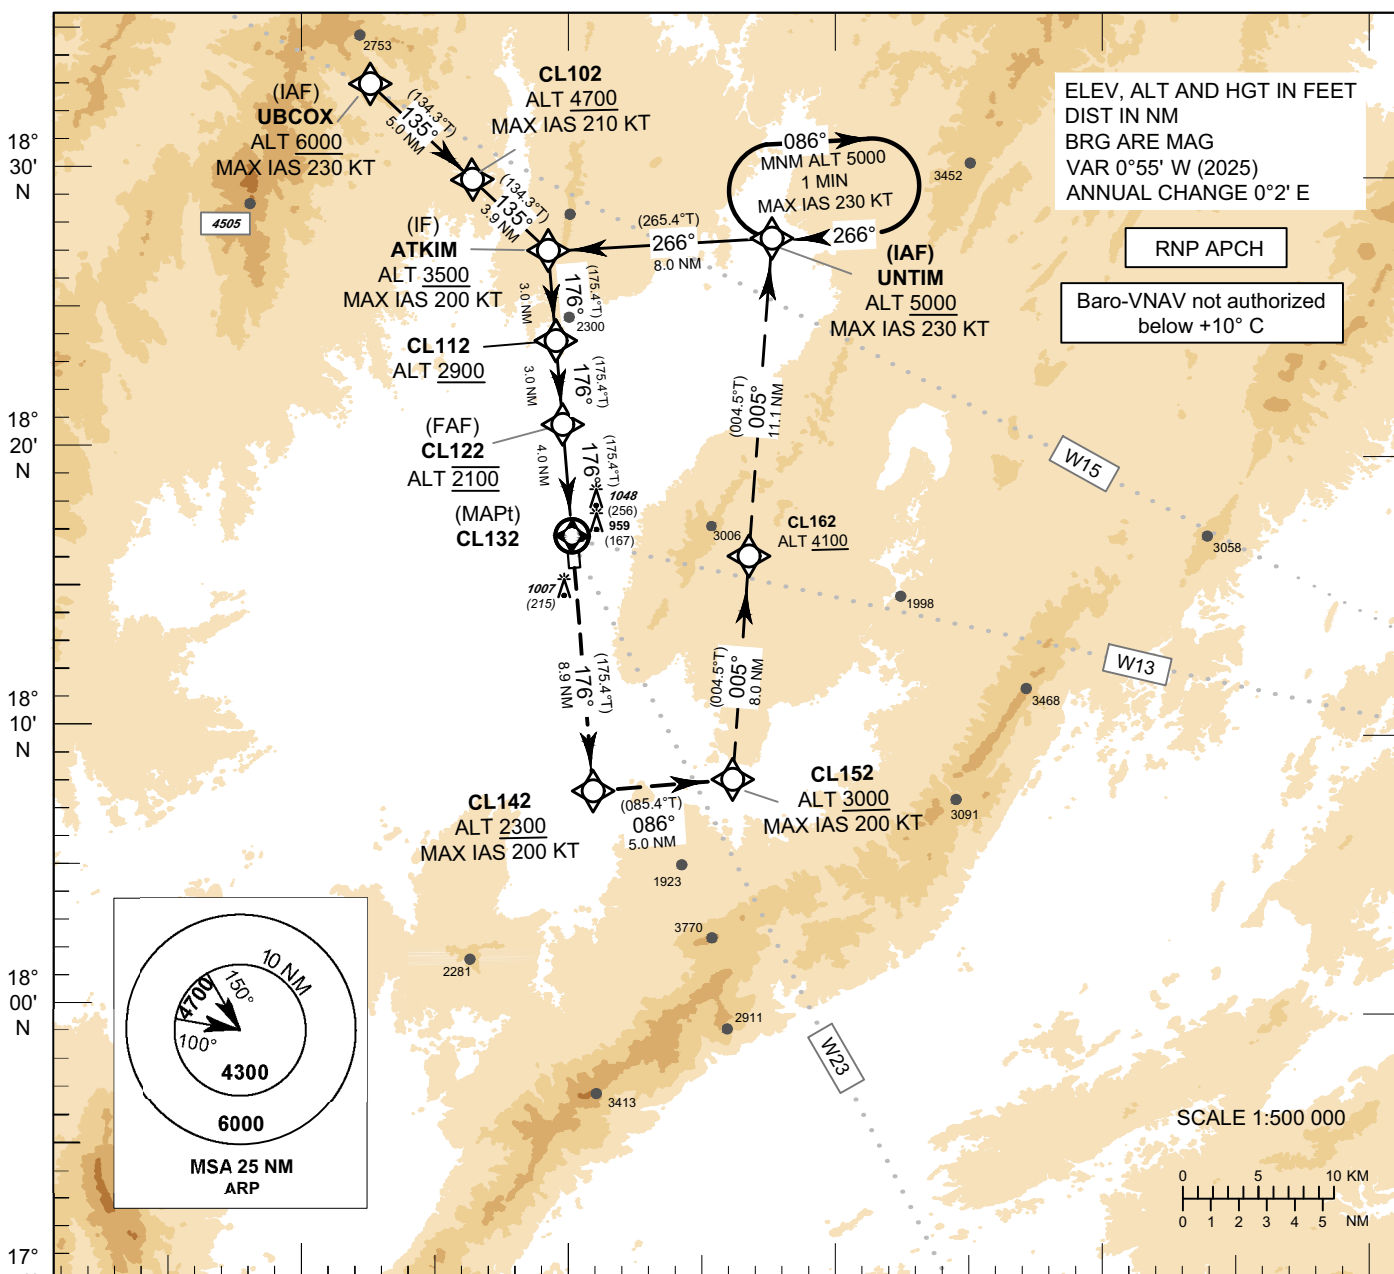 2753
(IAF)
UBCOX
ALT 6000
MAX IAS 230 KT
(134.3°T)
135°
5.0 NM
CL102
ALT 4700
MAX IAS 210 KT
(134.3°T)
135°
3.9 NM
4505
(IF)
ATKIM
ALT 3500
MAX IAS 200 KT
(265.4°T)
266°
8.0 NM
086°
MNM ALT 5000
1 MIN
MAX IAS 230 KT
266°
3452
(IAF)
UNTIM
ALT 5000
MAX IAS 230 KT
ELEV, ALT AND HGT IN FEET
DIST IN NM
BRG ARE MAG
VAR 0°55' W (2025)
ANNUAL CHANGE 0°2' E
RNP APCH
Baro-VNAV not authorized
below +10° C
18°
30'
N
(175.4°T)
176°
3.0 NM
2300
CL112
ALT 2900
(175.4°T)
176°
3.0 NM
(FAF)
CL122
ALT 2100
(175.4°T)
176°
4.0 NM
(MAPt)
CL132
1048
(256)
959
(167)
1007
(215)
18°
20'
N
(004.5°T)
005°
11.1 NM
W15
3006
CL162
ALT 4100
3058
1998
W13
(175.4°T)
176°
8.9 NM
(004.5°T)
005°
8.0 NM
3468
18°
10'
N
CL142
ALT 2300
MAX IAS 200 KT
(085.4°T)
086°
5.0 NM
CL152
ALT 3000
MAX IAS 200 KT
3091
1923
3770
2281
2911
3413
W23
18°
00'
N
10 NM
4700
150°
100°
4300
6000
MSA 25 NM
ARP
SCALE 1:500 000
0 5 10 KM
0 1 2 3 4 5 NM
17°